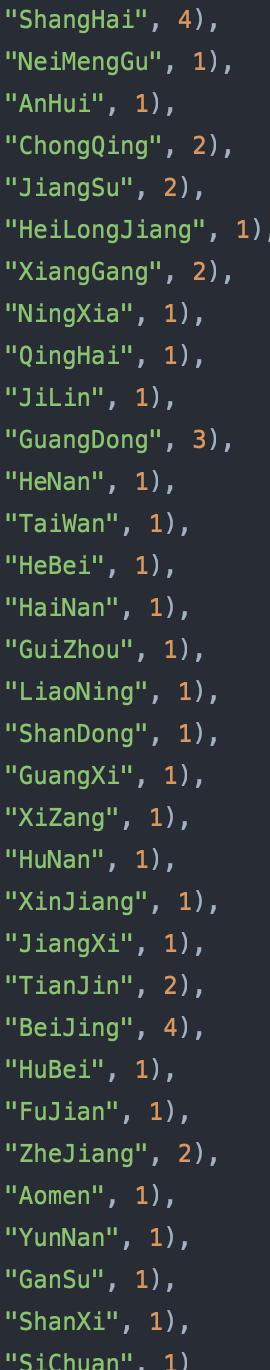 "ShangHai", 4),
"NeiMengGu", 1),
"AnHui", 1),
"ChongQing", 2),
"JiangSu", 2),
"HeiLongJiang", 1),
"XiangGang", 2),
"NingXia", 1),
"QingHai", 1),
"JiLin", 1),
"GuangDong", 3),
"HeNan", 1),
"TaiWan", 1),
"HeBei", 1),
"HaiNan", 1),
"GuiZhou", 1),
"LiaoNing", 1),
"ShanDong", 1),
"GuangXi", 1),
"XiZang", 1),
"HuNan", 1),
"XinJiang", 1),
"JiangXi", 1),
"TianJin", 2),
"BeiJing", 4),
"HuBei", 1),
"FuJian", 1),
"ZheJiang", 2),
"Aomen", 1),
"YunNan", 1),
"GanSu", 1),
"ShanXi", 1),
"SiChuan", 1)